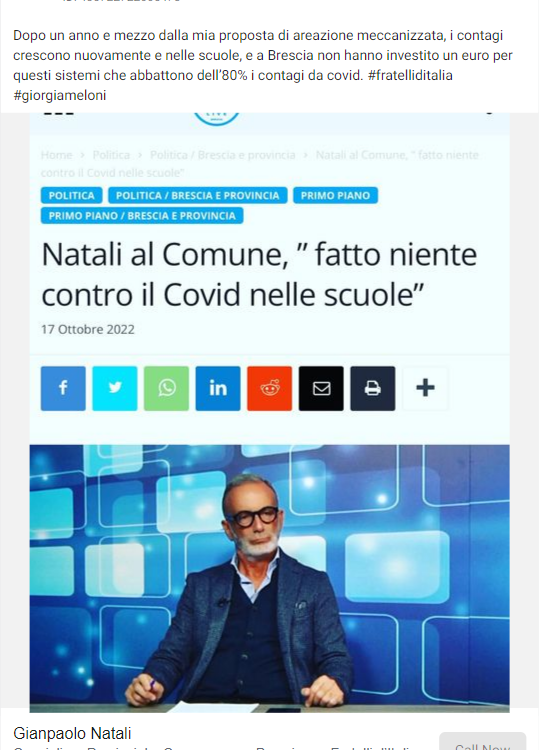 Dopo un anno e mezzo dalla mia proposta di areazione meccanizzata, i contagi
crescono nuovamente e nelle scuole, e a Brescia non hanno investito un euro per
questi sistemi che abbattono dell'80% i contagi da covid. #fratelliditalia
#giorgiameloni
Home > Politica > Politica / Brescia e provincia > Natali al Comune, " fatto niente
contro il Covid nelle scuole"
POLITICA POLITICA / BRESCIA E PROVINCIA PRIMO PIANO
PRIMO PIANO / BRESCIA E PROVINCIA
Natali al Comune, " fatto niente
contro il Covid nelle scuole"
17 Ottobre 2022
Gianpaolo Natali
Call Now